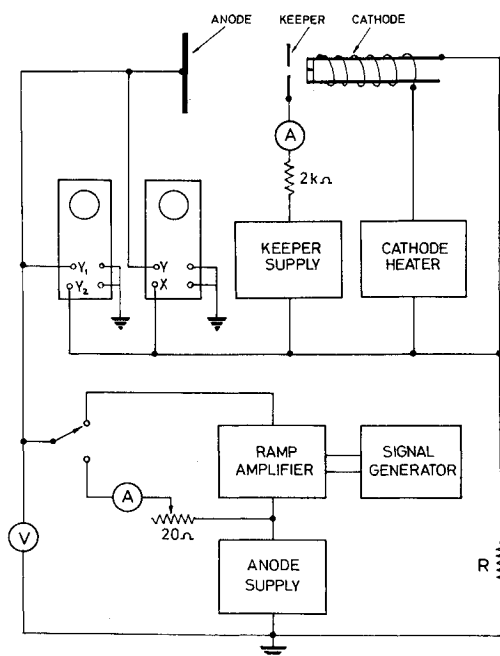 ANODE
KEEPER
CATHODE
A
2kΩ
Y₁
Y₂
Y
X
KEEPER
SUPPLY
CATHODE
HEATER
RAMP
AMPLIFIER
SIGNAL
GENERATOR
A
20Ω
V
ANODE
SUPPLY
R